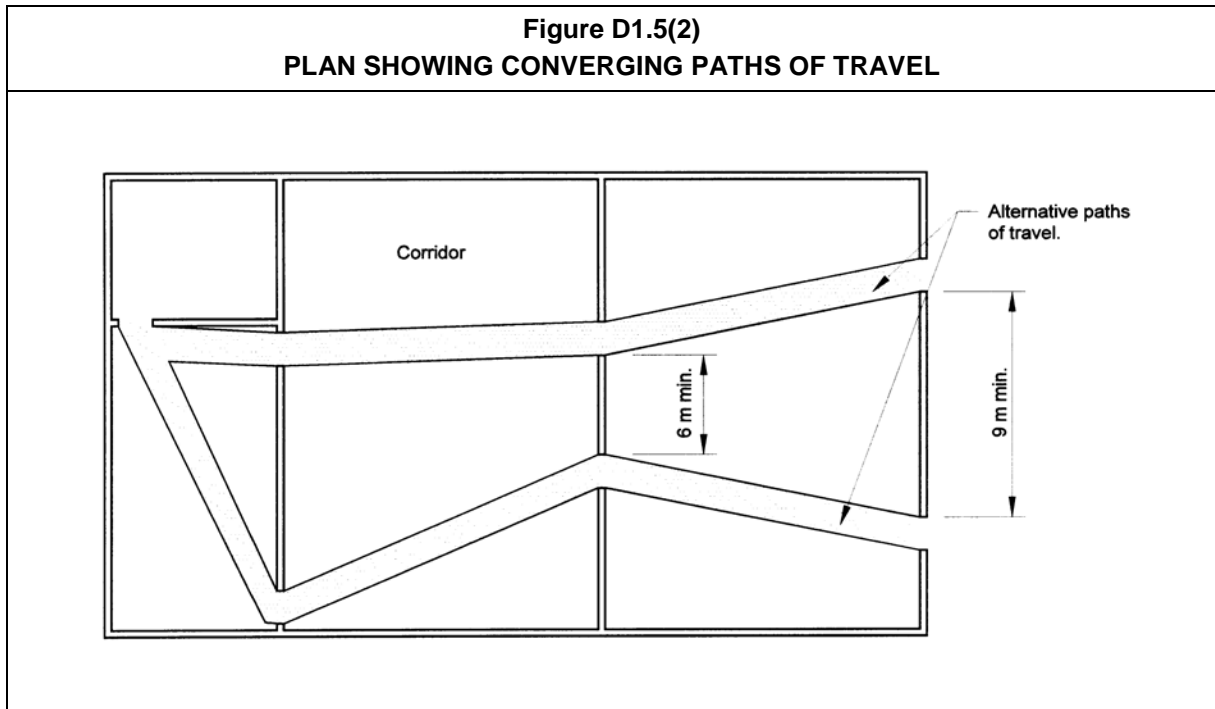 Figure D1.5(2)
PLAN SHOWING CONVERGING PATHS OF TRAVEL
Alternative paths
of travel.
Corridor
6 m min.
9 m min.